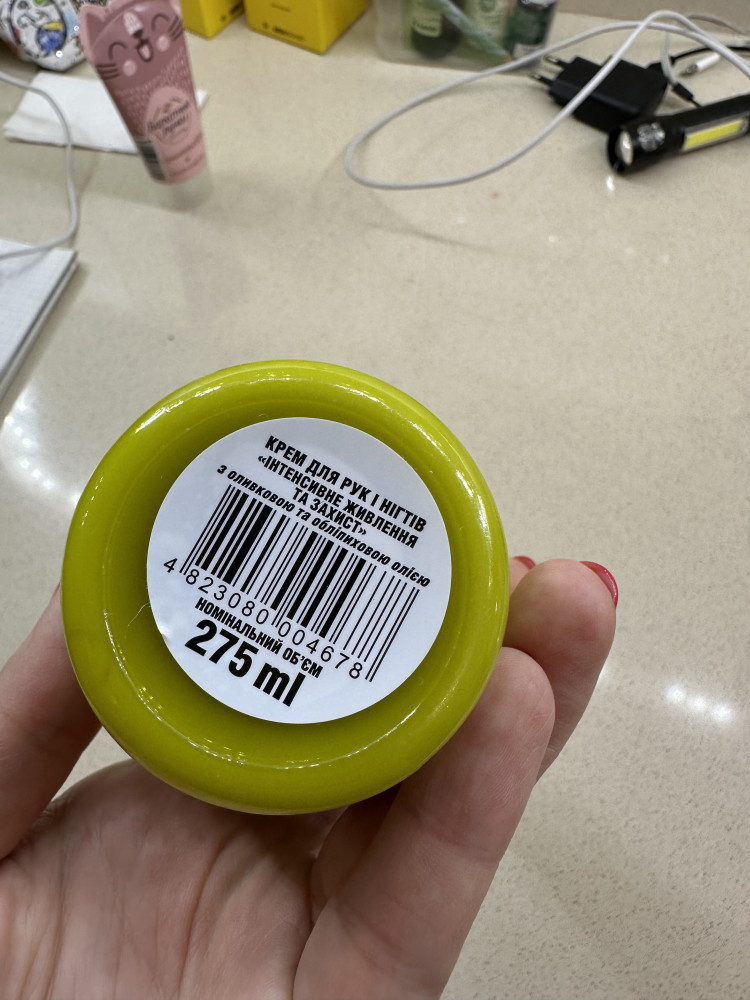 КРЕМ ДЛЯ РУК І НІГТІВ
«ІНТЕНСИВНЕ ЖИВЛЕННЯ
ТА ЗАХИСТ»
з оливковою та обліпиховою олією
4 823080 004678
НОМІНАЛЬНИЙ ОБ'ЄМ
275 ml